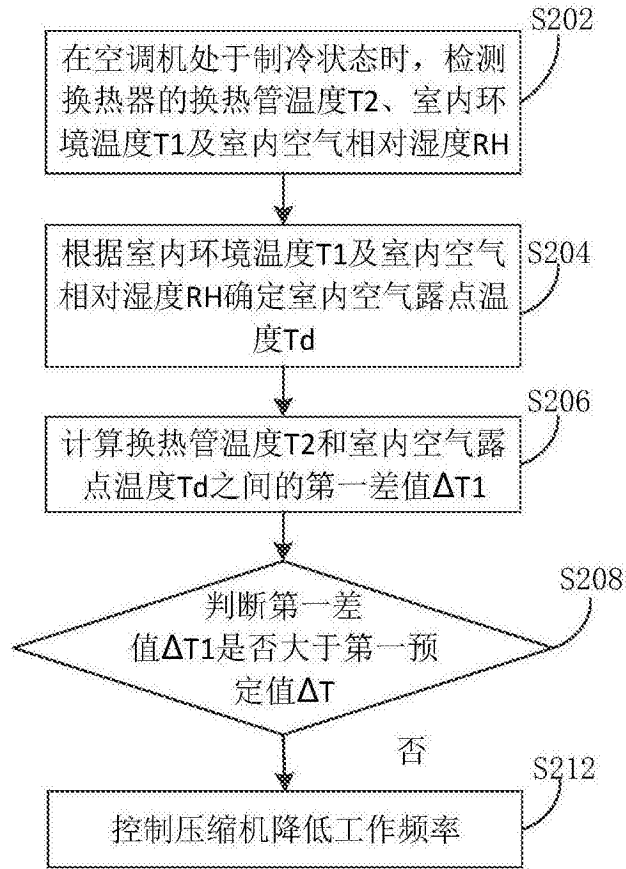 S202
在空调机处于制冷状态时，检测
换热器的换热管温度T2、室内环
境温度T1及室内空气相对湿度RH
S204
根据室内环境温度T1及室内空气
相对湿度RH确定室内空气露点温
度Td
S206
计算换热管温度T2和室内空气露
点温度Td之间的第一差值ΔT1
S208
判断第一差
值ΔT1是否大于第一预
定值ΔT
否
S212
控制压缩机降低工作频率